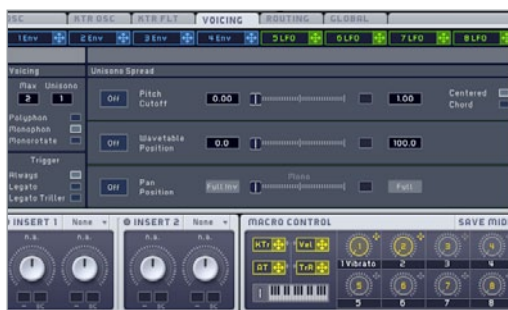 OSC KTR OSC KTR FLT VOICING ROUTING GLOBAL
1 Env 2 Env 3 Env 4 Env 5 LFO 6 LFO 7 LFO 8 LFO
Voicing Unisono Spread
Max Unisono
2 1
Off Pitch Cutoff 0.00 1.00 Centered
Chord
Polyphon
Monophon
Monorotate
Off Wavetable Position 0.0 100.0
Trigger
Always
Legato
Legato Triller
Mono
Off Pan Position Full Inv Full
INSERT 1 None INSERT 2 None MACRO CONTROL SAVE MID
n.a. n.a. n.a. n.a.
KTr Vel 1 2 3 4
AT TrR 1 Vibrato 2 3 4
5 6 7 8
– SC – SC 5 6 7 8